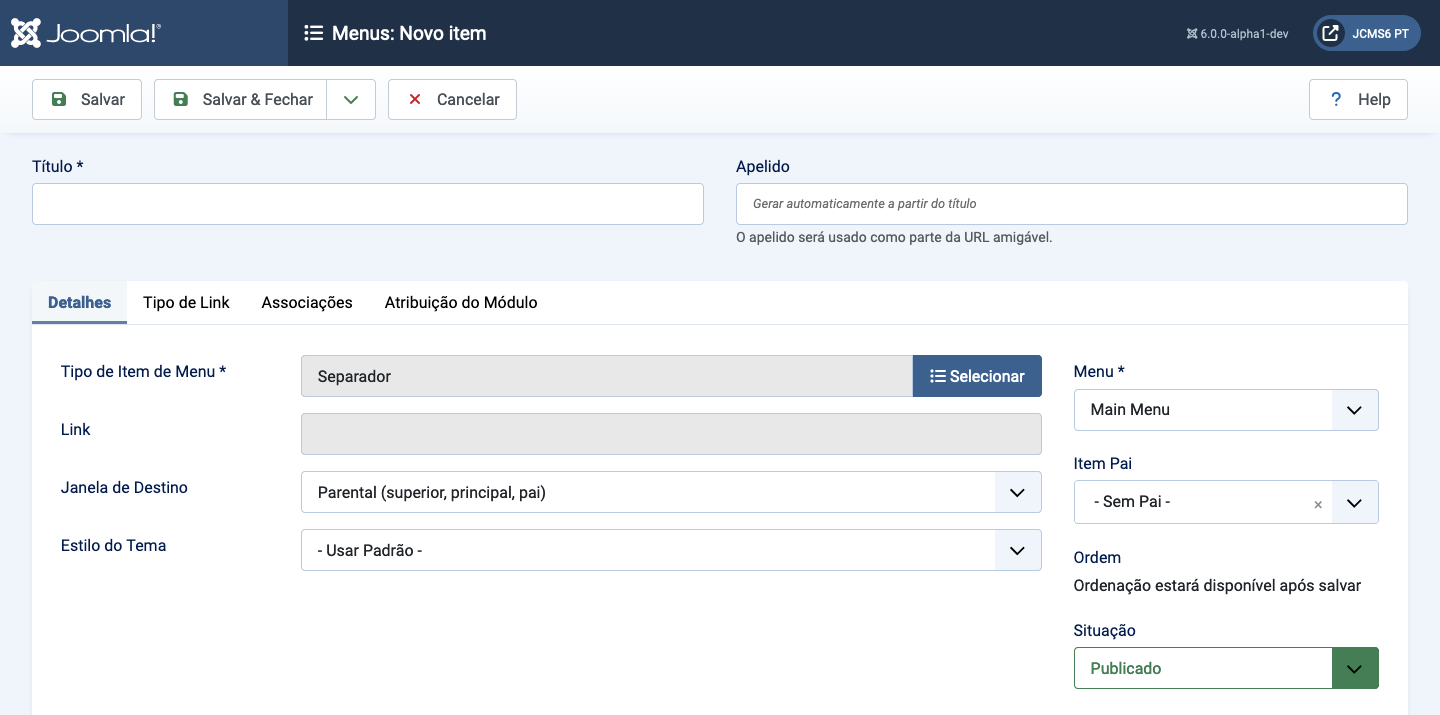 Joomla!®
Menus: Novo item
6.0.0-alpha1-dev
JCMS6 PT
Salvar
Salvar & Fechar
Cancelar
? Help
Título *
Apelido
Gerar automaticamente a partir do título
O apelido será usado como parte da URL amigável.
Detalhes Tipo de Link Associações Atribuição do Módulo
Tipo de Item de Menu *
Separador
Selecionar
Link
Janela de Destino
Parental (superior, principal, pai)
Estilo do Tema
- Usar Padrão -
Menu *
Main Menu
Item Pai
- Sem Pai - ×
Ordem
Ordenação estará disponível após salvar
Situação
Publicado